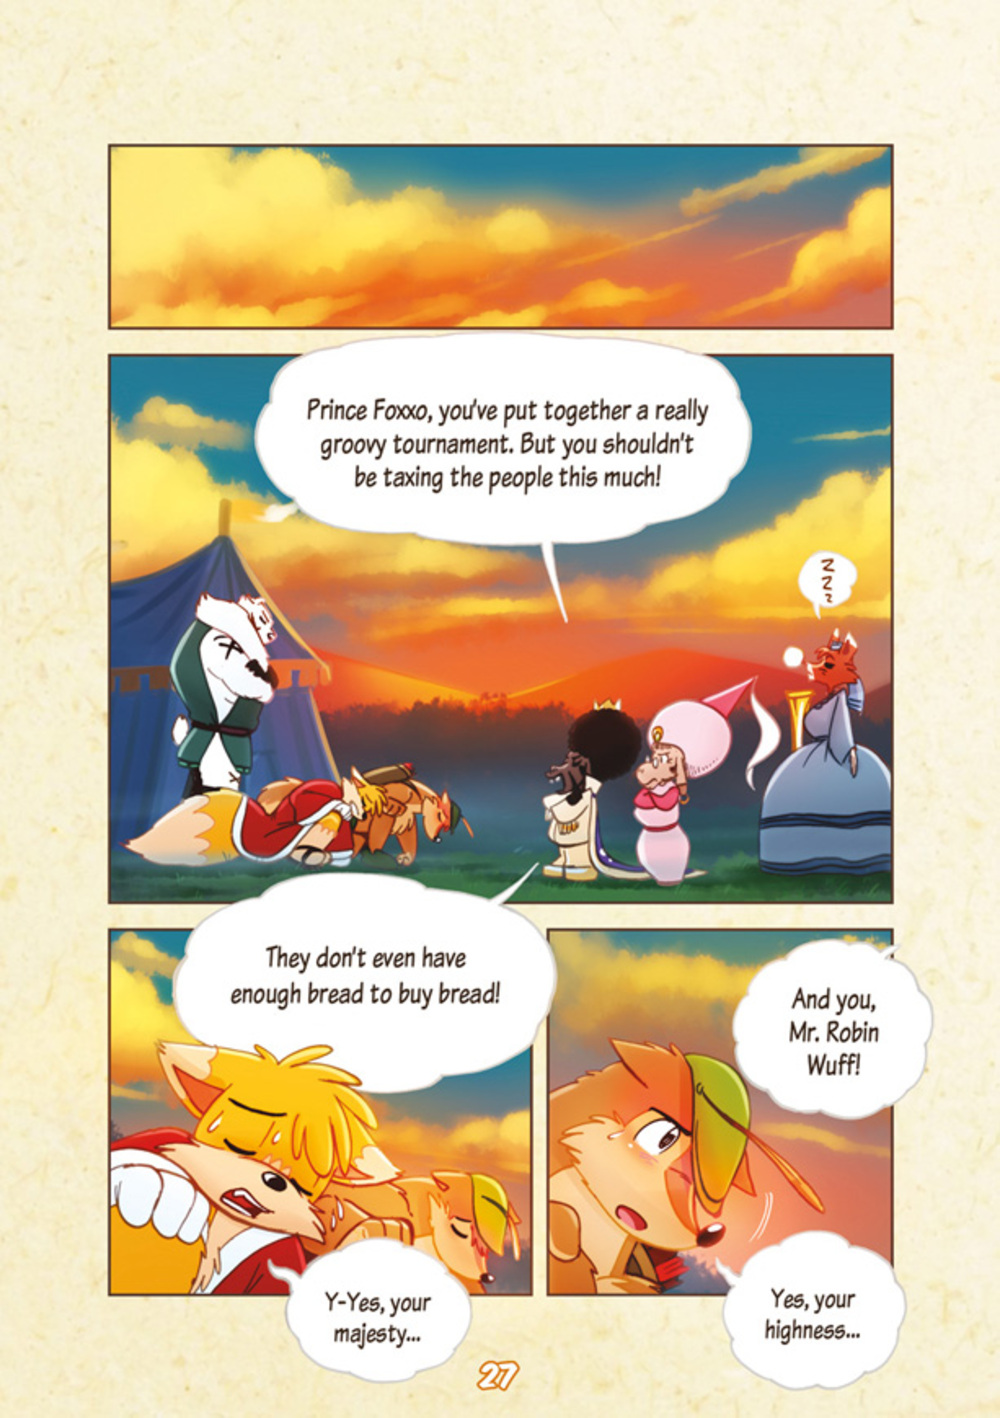 Prince Foxxo, you've put together a really
groovy tournament. But you shouldn't
be taxing the people this much!
Z
Z
Z
They don't even have
enough bread to buy bread!
Y-Yes, your
majesty...
And you,
Mr. Robin
Wuff!
Yes, your
highness...
27